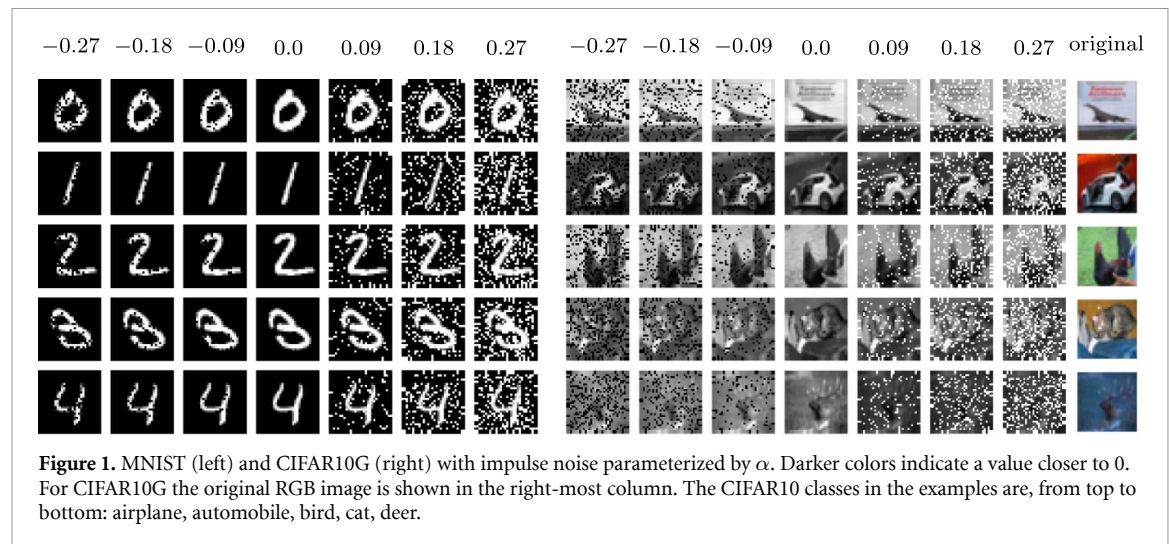 −0.27 −0.18 −0.09 0.0 0.09 0.18 0.27 −0.27 −0.18 −0.09 0.0 0.09 0.18 0.27 original
Figure 1. MNIST (left) and CIFAR10G (right) with impulse noise parameterized by α. Darker colors indicate a value closer to 0.
For CIFAR10G the original RGB image is shown in the right-most column. The CIFAR10 classes in the examples are, from top to
bottom: airplane, automobile, bird, cat, deer.